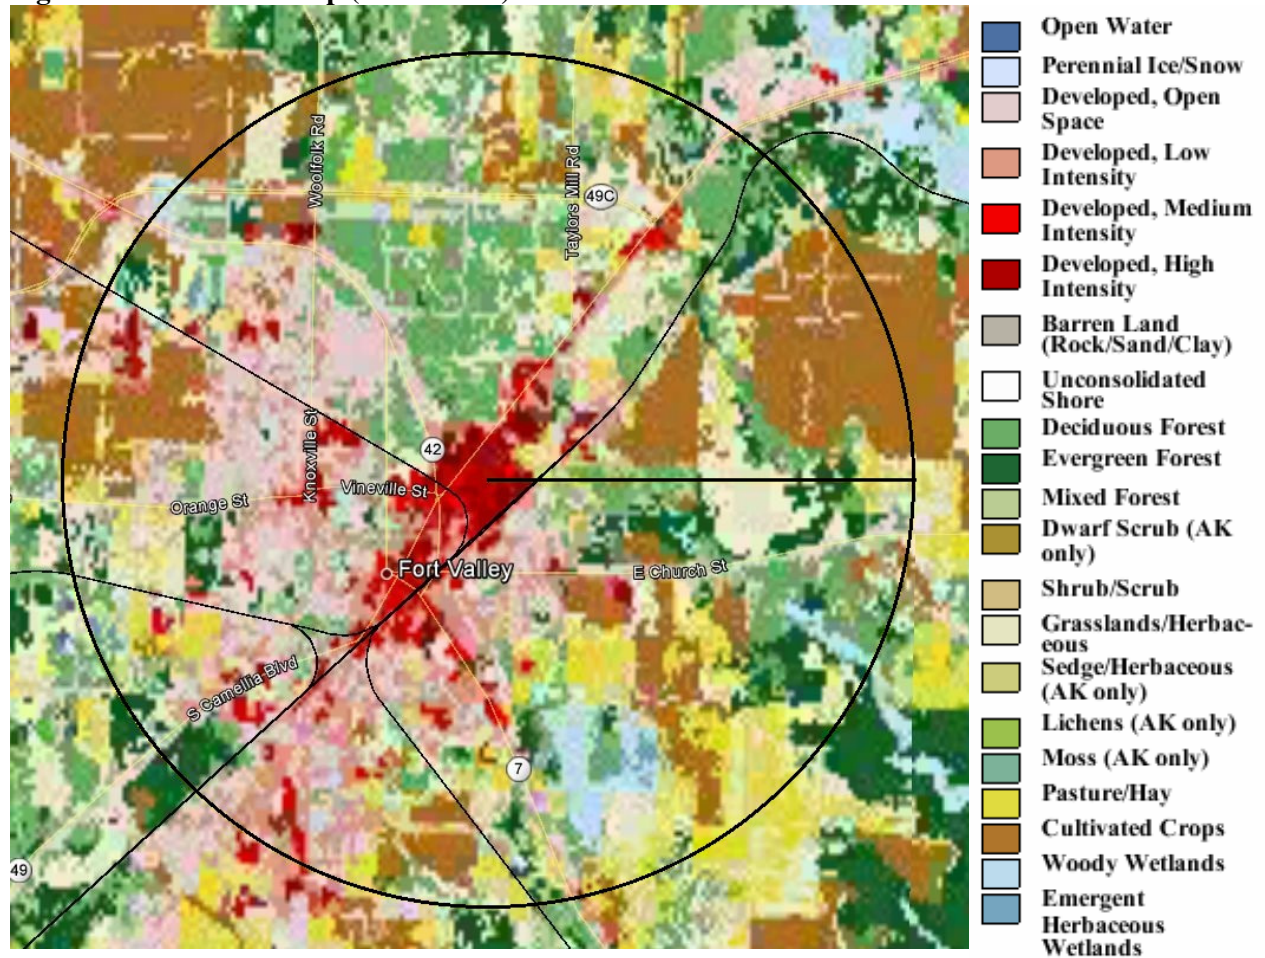 Woolfolk Rd
Taylors Mill Rd
49C
42
Knoxville St
Vineville St
Orange St
Fort Valley
E Church St
S Camellia Blvd
7
49
Open Water
Perennial Ice/Snow
Developed, Open
Space
Developed, Low
Intensity
Developed, Medium
Intensity
Developed, High
Intensity
Barren Land
(Rock/Sand/Clay)
Unconsolidated
Shore
Deciduous Forest
Evergreen Forest
Mixed Forest
Dwarf Scrub (AK
only)
Shrub/Scrub
Grasslands/Herbac-
eous
Sedge/Herbaceous
(AK only)
Lichens (AK only)
Moss (AK only)
Pasture/Hay
Cultivated Crops
Woody Wetlands
Emergent
Herbaceous
Wetlands